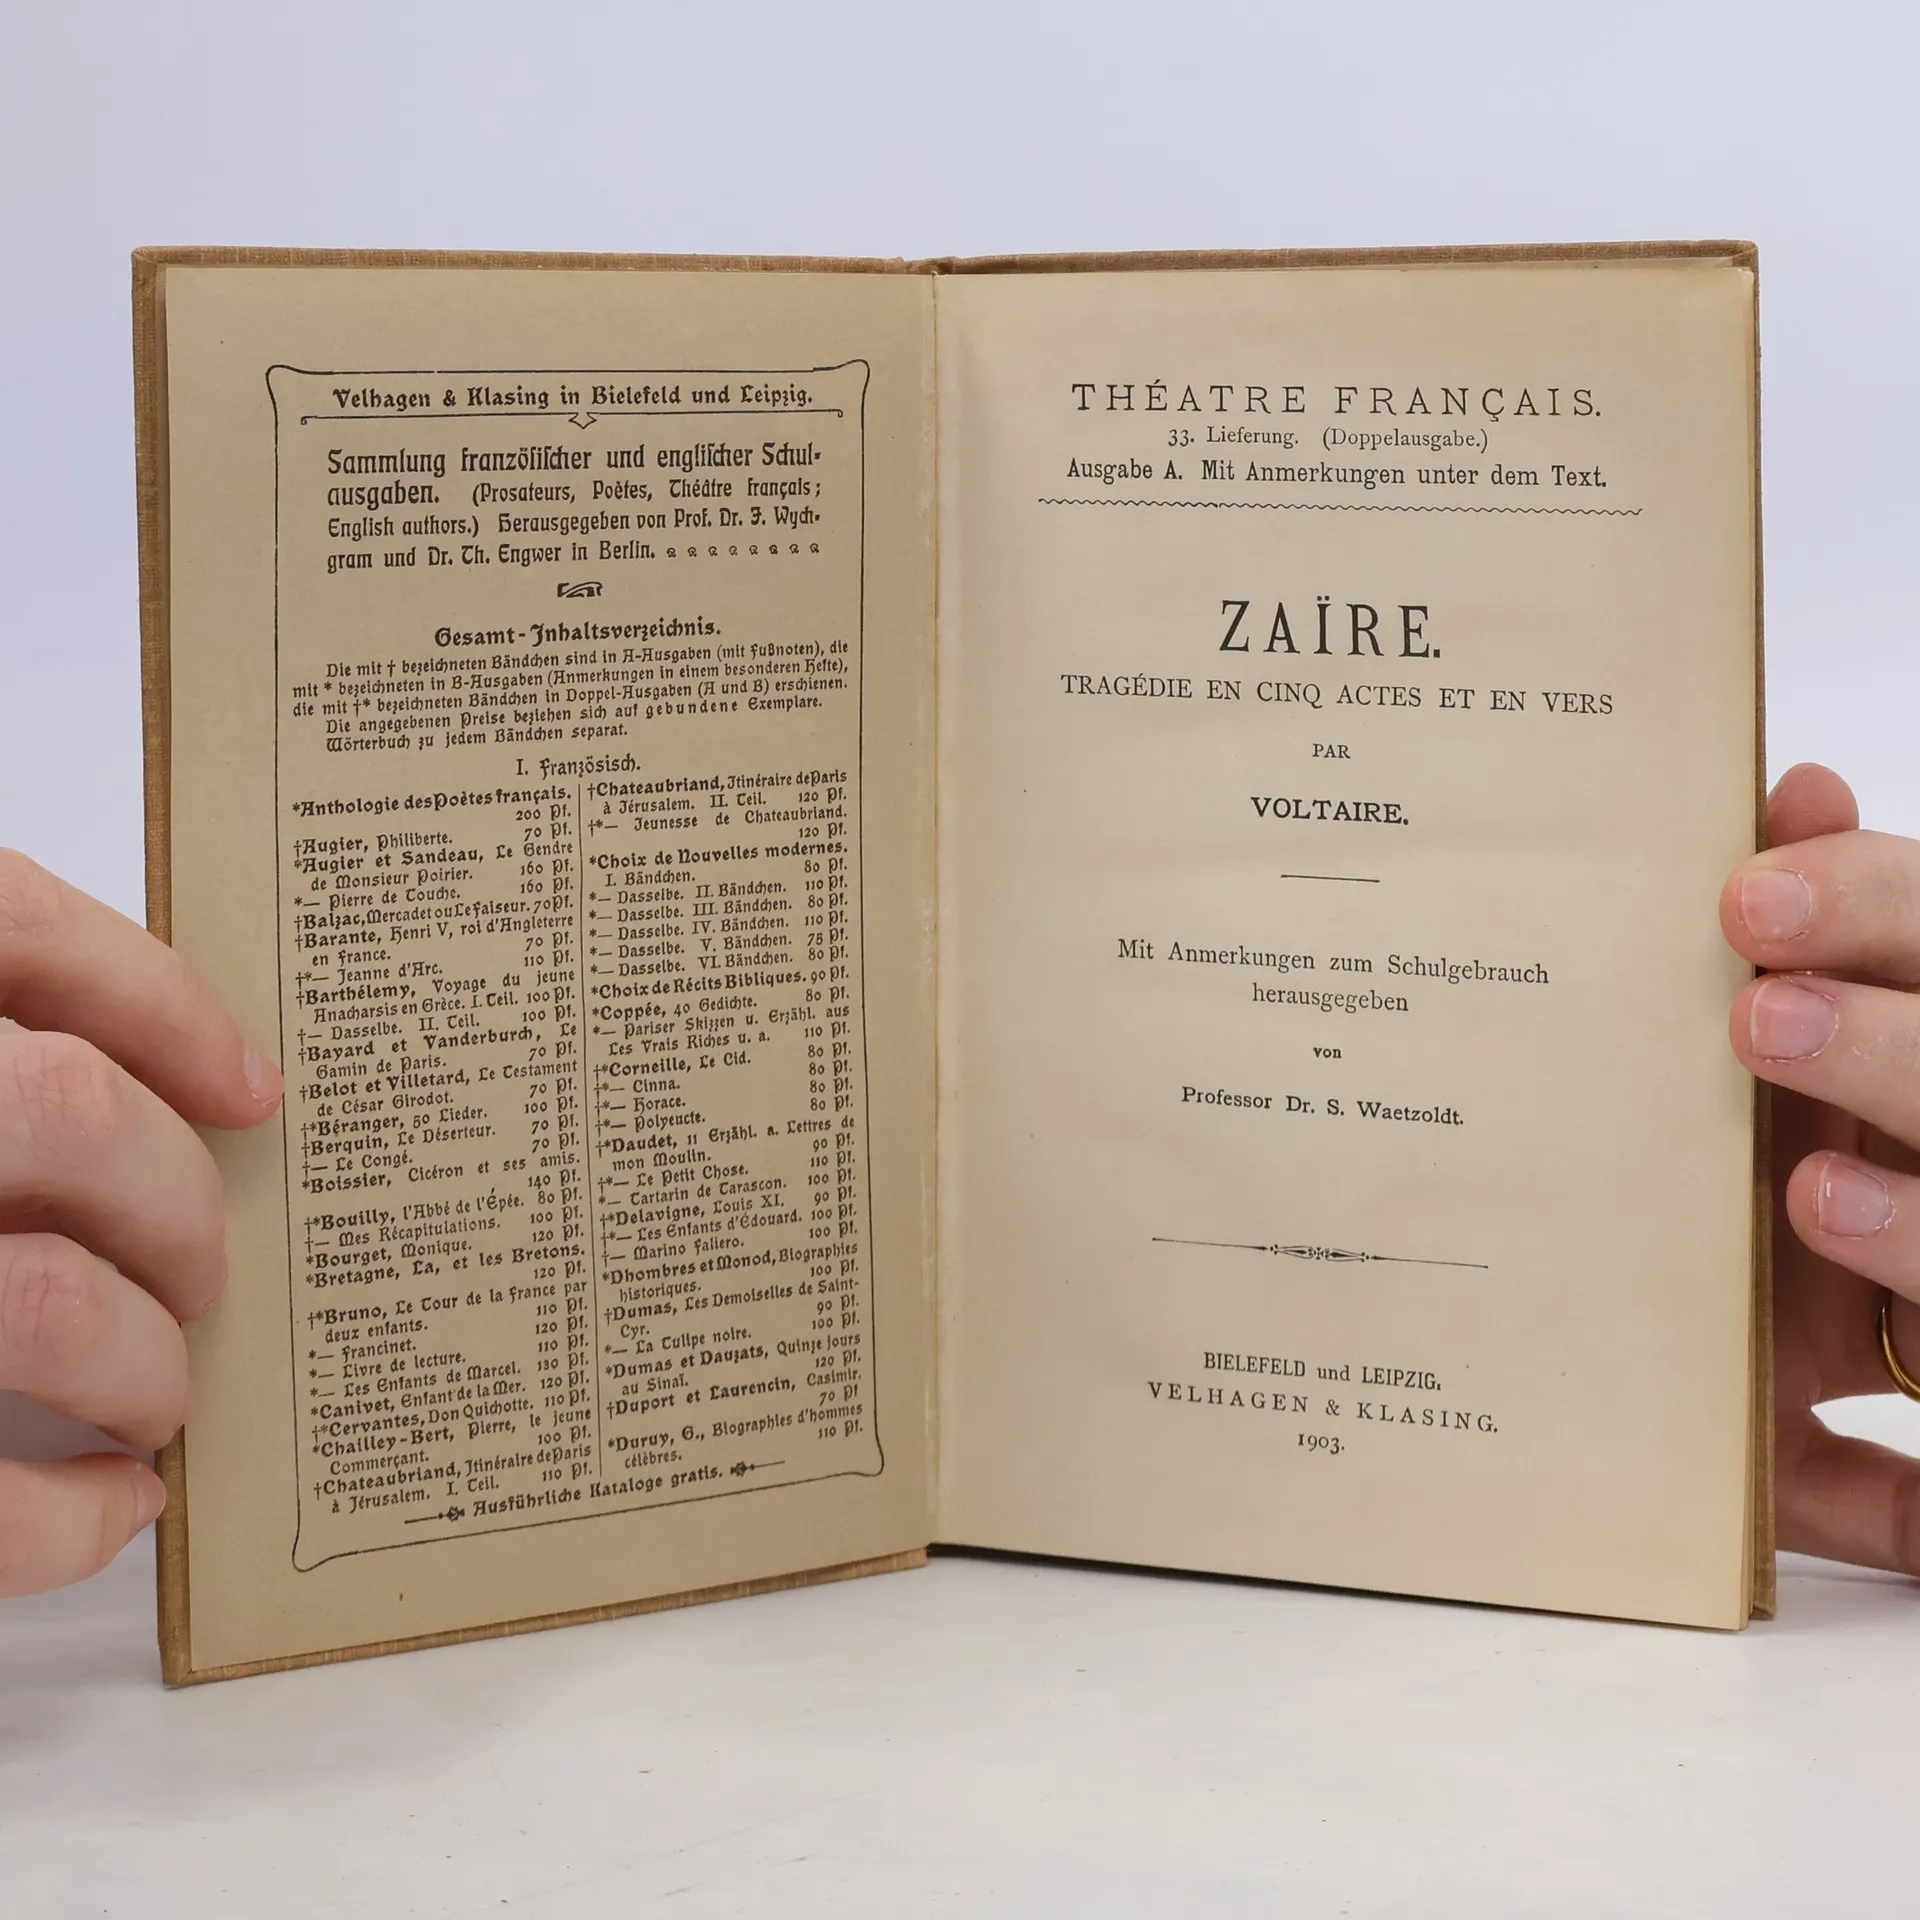 Velhagen & Klasing in Bielefeld und Leipzig.
Sammlung französischer und englischer Schul-
ausgaben. (Prosateurs, Poètes, Théâtre français;
English authors.) Herausgegeben von Prof. Dr. J. Wych-
gram und Dr. Th. Engwer in Berlin.
Gesamt-Inhaltsverzeichnis.
Die mit † bezeichneten Bändchen sind in A-Ausgaben (mit Fußnoten), die
mit * bezeichneten in B-Ausgaben (Anmerkungen in einem besonderen Hefte),
die mit †* bezeichneten Bändchen in Doppel-Ausgaben (A und B) erschienen.
Die angegebenen Preise beziehen sich auf gebundene Exemplare.
Wörterbuch zu jedem Bändchen separat.
I. Französisch.
*Anthologie des Poètes français.
200 Pf.
†Augier, Philiberte. 70 Pf.
*Augier et Sandeau, Le Gendre
de Monsieur Poirier. 160 Pf.
*— Pierre de Touche. 160 Pf.
†Balzac, Mercadet ou Le Faiseur. 70 Pf.
†Barante, Henri V, roi d'Angleterre
en France. 70 Pf.
†*— Jeanne d'Arc. 110 Pf.
†Barthélemy, Voyage du jeune
Anacharsis en Grèce. I. Teil. 100 Pf.
†— Dasselbe. II. Teil. 100 Pf.
†Bayard et Vanderburch, Le
Gamin de Paris. 70 Pf.
†Belot et Villetard, Le Testament
de César Girodot. 70 Pf.
†*Béranger, 50 Lieder. 100 Pf.
†Berquin, Le Déserteur. 70 Pf.
†— Le Congé. 70 Pf.
*Boissier, Cicéron et ses amis.
140 Pf.
†*Bouilly, l'Abbé de l'Épée. 80 Pf.
†— Mes Récapitulations. 100 Pf.
*Bourget, Monique. 120 Pf.
*Bretagne, La, et les Bretons.
120 Pf.
†*Bruno, Le Tour de la France par
deux enfants. 110 Pf.
*— Francinet. 120 Pf.
*— Livre de lecture. 110 Pf.
*— Les Enfants de Marcel. 130 Pf.
*Canivet, Enfant de la Mer. 120 Pf.
†*Cervantes, Don Quichotte. 110 Pf.
*Chailley-Bert, Pierre, le jeune
Commerçant. 100 Pf.
†Chateaubriand, Itinéraire de Paris
à Jérusalem. I. Teil. 110 Pf.
†Chateaubriand, Itinéraire de Paris
à Jérusalem. II. Teil. 120 Pf.
†*— Jeunesse de Chateaubriand.
120 Pf.
*Choix de Nouvelles modernes.
I. Bändchen. 80 Pf.
*— Dasselbe. II. Bändchen. 110 Pf.
*— Dasselbe. III. Bändchen. 80 Pf.
*— Dasselbe. IV. Bändchen. 110 Pf.
*— Dasselbe. V. Bändchen. 75 Pf.
*— Dasselbe. VI. Bändchen. 80 Pf.
*Choix de Récits Bibliques. 90 Pf.
*Coppée, 40 Gedichte. 80 Pf.
*— Pariser Skizzen u. Erzähl. aus
Les Vrais Riches u. a. 110 Pf.
†*Corneille, Le Cid. 80 Pf.
†*— Cinna. 80 Pf.
†*— Horace. 80 Pf.
†*— Polyeucte. 80 Pf.
†*Daudet, 11 Erzähl. a. Lettres de
mon Moulin. 90 Pf.
†*— Le Petit Chose. 110 Pf.
*— Tartarin de Tarascon. 100 Pf.
†*Delavigne, Louis XI. 90 Pf.
†*— Les Enfants d'Édouard. 100 Pf.
†— Marino Faliero. 100 Pf.
*Dhombres et Monod, Biographies
historiques. 100 Pf.
†Dumas, Les Demoiselles de Saint-
Cyr. 90 Pf.
*— La Tulipe noire. 100 Pf.
*Dumas et Dauzats, Quinze jours
au Sinaï. 120 Pf.
†Duport et Laurencin, Casimir.
70 Pf
*Duruy, G., Biographies d'hommes
célèbres. 110 Pf.
Ausführliche Kataloge gratis.
THÉATRE FRANÇAIS.
33. Lieferung. (Doppelausgabe.)
Ausgabe A. Mit Anmerkungen unter dem Text.
ZAÏRE.
TRAGÉDIE EN CINQ ACTES ET EN VERS
PAR
VOLTAIRE.
Mit Anmerkungen zum Schulgebrauch
herausgegeben
von
Professor Dr. S. Waetzoldt.
BIELEFELD und LEIPZIG,
VELHAGEN & KLASING.
1903.